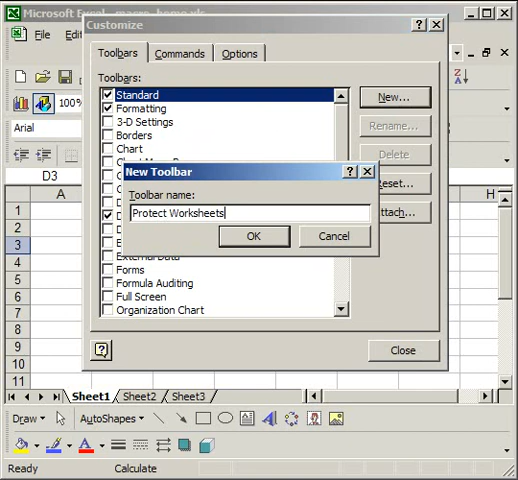 Microsoft Excel - macro_home.xls
File Edit
Customize
Toolbars Commands Options
Toolbars:
Standard
Formatting
3-D Settings
Borders
Chart
New...
Rename...
Delete
Reset...
Attach...
New Toolbar
Toolbar name:
Protect Worksheets
OK Cancel
External Data
Forms
Formula Auditing
Full Screen
Organization Chart
Close
100%
Arial
D3
A H
1
2
3
4
5
6
7
8
9
10
11
Sheet1 Sheet2 Sheet3
Draw AutoShapes
Ready Calculate